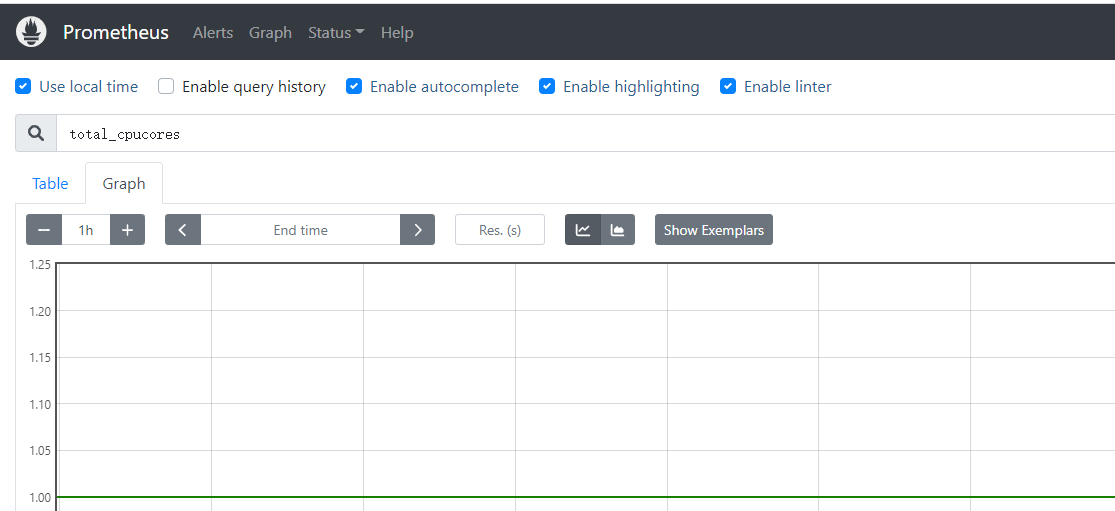 Prometheus Alerts Graph Status Help
Use local time Enable query history Enable autocomplete Enable highlighting Enable linter
total_cpucores
Table Graph
1h End time Res. (s) Show Exemplars
1.25
1.20
1.15
1.10
1.05
1.00